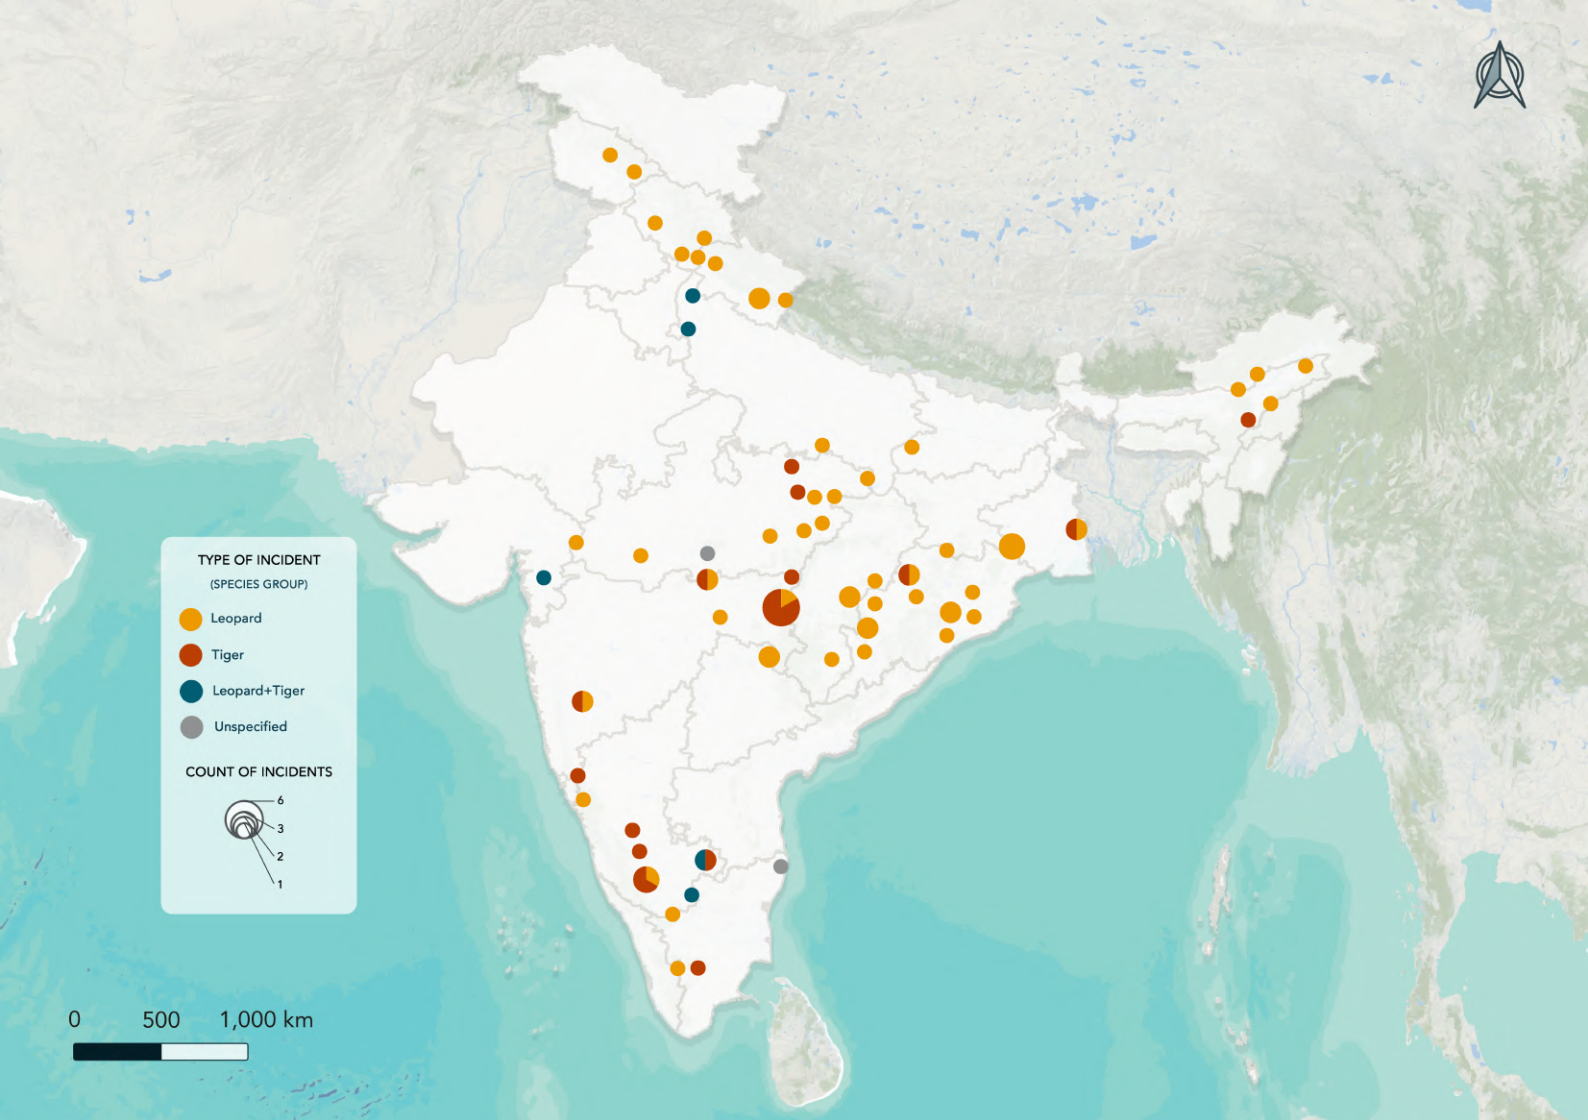 TYPE OF INCIDENT
(SPECIES GROUP)
Leopard
Tiger
Leopard+Tiger
Unspecified
COUNT OF INCIDENTS
6
3
2
1
0 500 1,000 km